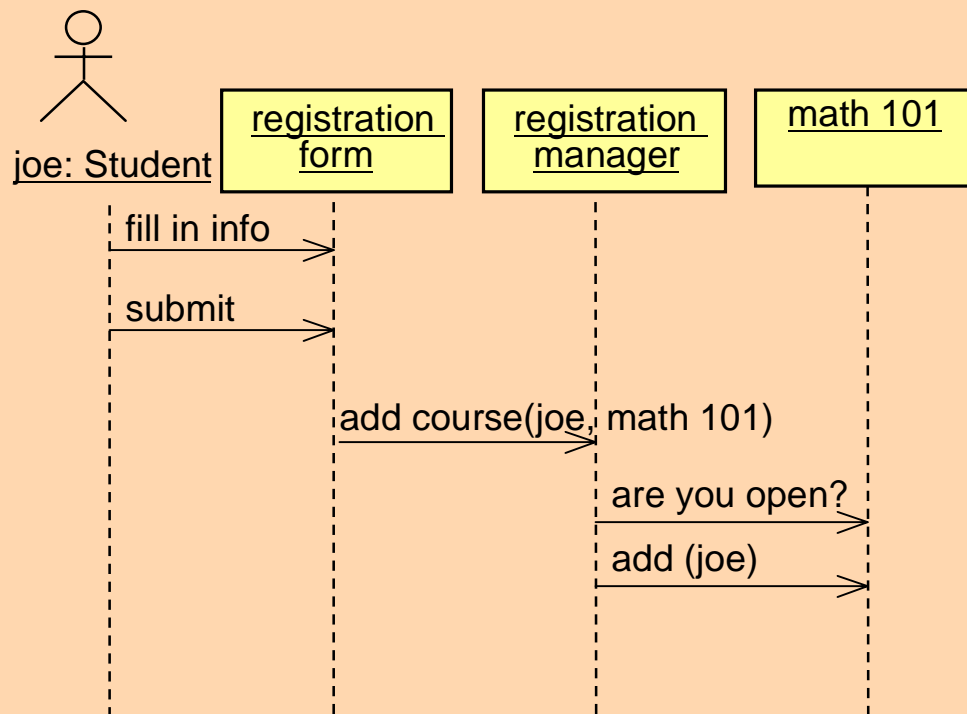 registration
form
registration
manager
math 101
joe: Student
fill in info
submit
add course(joe, math 101)
are you open?
add (joe)